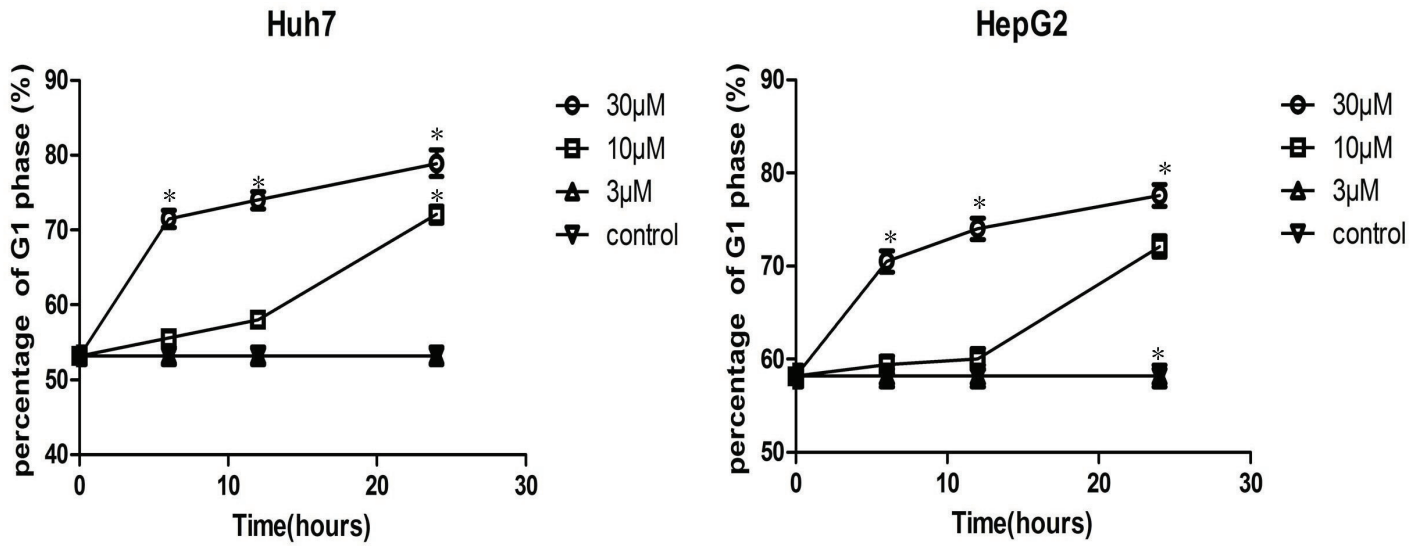 Huh7
percentage of G1 phase (%)
90
80
70
60
50
40
0 10 20 30
Time(hours)
* * *
*
30µM
10µM
3µM
control
HepG2
percentage of G1 phase (%)
90
80
70
60
50
0 10 20 30
Time(hours)
* * *
*
30µM
10µM
3µM
control